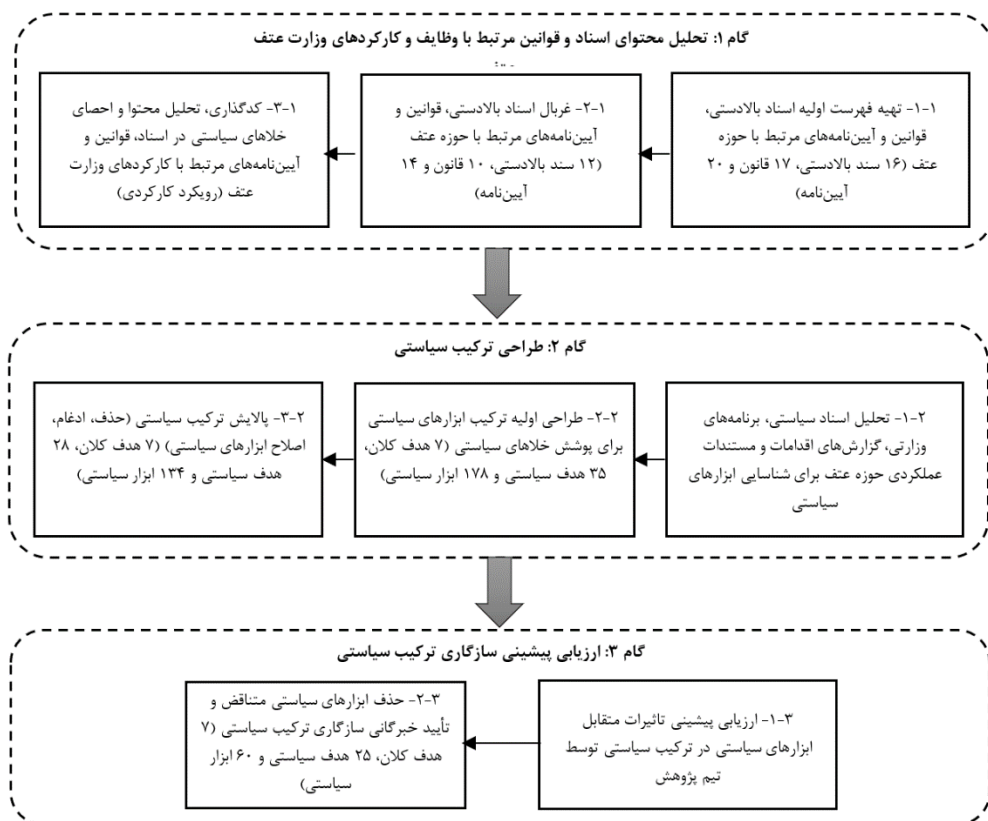 گام ۱: تحلیل محتوای اسناد و قوانین مرتبط با وظایف و کارکردهای وزارت عتف
۱-۱- تهیه فهرست اولیه اسناد بالادستی،
قوانین و آیین‌نامه‌های مرتبط با حوزه
عتف (۱۶ سند بالادستی، ۱۷ قانون و ۲۰
آیین‌نامه)
۲-۱- غربال اسناد بالادستی، قوانین و
آیین‌نامه‌های مرتبط با حوزه عتف
(۱۲ سند بالادستی، ۱۰ قانون و ۱۴
آیین‌نامه)
۳-۱- کدگذاری، تحلیل محتوا و احصای
خلاهای سیاستی در اسناد، قوانین و
آیین‌نامه‌های مرتبط با کارکردهای وزارت
عتف (رویکرد کارکردی)
گام ۲: طراحی ترکیب سیاستی
۱-۲- تحلیل اسناد سیاستی، برنامه‌های
وزارتی، گزارش‌های اقدامات و مستندات
عملکردی حوزه عتف برای شناسایی ابزارهای
سیاستی
۲-۲- طراحی اولیه ترکیب ابزارهای سیاستی
برای پوشش خلاهای سیاستی (۷ هدف کلان،
۳۵ هدف سیاستی و ۱۷۸ ابزار سیاستی)
۳-۲- پالایش ترکیب سیاستی (حذف، ادغام،
اصلاح ابزارهای سیاستی) (۷ هدف کلان، ۲۸
هدف سیاستی و ۱۳۴ ابزار سیاستی)
گام ۳: ارزیابی پیشینی سازگاری ترکیب سیاستی
۱-۳- ارزیابی پیشینی تاثیرات متقابل
ابزارهای سیاستی در ترکیب سیاستی توسط
تیم پژوهش
۲-۳- حذف ابزارهای سیاستی متناقض و
تأیید خبرگانی سازگاری ترکیب سیاستی (۷
هدف کلان، ۲۵ هدف سیاستی و ۶۰ ابزار
سیاستی)